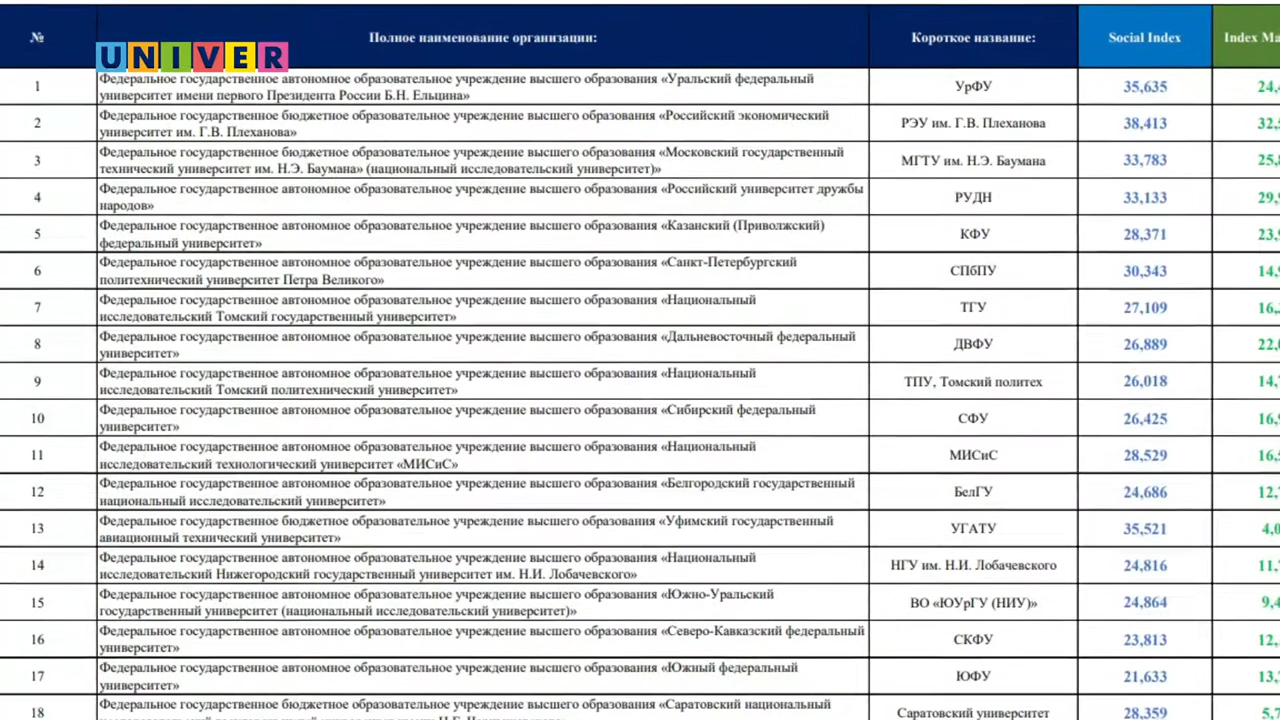 №
Полное наименование организации:
Короткое название:
Social Index
Index
UNIVER
1
Федеральное государственное автономное образовательное учреждение высшего образования «Уральский федеральный
университет имени первого Президента России Б.Н. Ельцина»
УрФУ
35,635
2
Федеральное государственное бюджетное образовательное учреждение высшего образования «Российский экономический
университет им. Г.В. Плеханова»
РЭУ им. Г.В. Плеханова
38,413
3
Федеральное государственное бюджетное образовательное учреждение высшего образования «Московский государственный
технический университет им. Н.Э. Баумана» (национальный исследовательский университет)»
МГТУ им. Н.Э. Баумана
33,783
4
Федеральное государственное автономное образовательное учреждение высшего образования «Российский университет дружбы
народов»
РУДН
33,133
5
Федеральное государственное автономное образовательное учреждение высшего образования «Казанский (Приволжский)
федеральный университет»
КФУ
28,371
6
Федеральное государственное автономное образовательное учреждение высшего образования «Санкт-Петербургский
политехнический университет Петра Великого»
СПбПУ
30,343
7
Федеральное государственное автономное образовательное учреждение высшего образования «Национальный
исследовательский Томский государственный университет»
ТГУ
27,109
8
Федеральное государственное автономное образовательное учреждение высшего образования «Дальневосточный федеральный
университет»
ДВФУ
26,889
9
Федеральное государственное автономное образовательное учреждение высшего образования «Национальный
исследовательский Томский политехнический университет»
ТПУ, Томский политех
26,018
10
Федеральное государственное автономное образовательное учреждение высшего образования «Сибирский федеральный
университет»
СФУ
26,425
11
Федеральное государственное автономное образовательное учреждение высшего образования «Национальный
исследовательский технологический университет «МИСиС»
МИСиС
28,529
12
Федеральное государственное автономное образовательное учреждение высшего образования «Белгородский государственный
национальный исследовательский университет»
БелГУ
24,686
13
Федеральное государственное бюджетное образовательное учреждение высшего образования «Уфимский государственный
авиационный технический университет»
УГАТУ
35,521
14
Федеральное государственное автономное образовательное учреждение высшего образования «Национальный
исследовательский Нижегородский государственный университет им. Н.И. Лобачевского»
НГУ им. Н.И. Лобачевского
24,816
15
Федеральное государственное автономное образовательное учреждение высшего образования «Южно-Уральский
государственный университет (национальный исследовательский университет)»
ВО «ЮУрГУ (НИУ)»
24,864
16
Федеральное государственное автономное образовательное учреждение высшего образования «Северо-Кавказский федеральный
университет»
СКФУ
23,813
17
Федеральное государственное автономное образовательное учреждение высшего образования «Южный федеральный
университет»
ЮФУ
21,633
18
Федеральное государственное бюджетное образовательное учреждение высшего образования «Саратовский национальный
Саратовский университет
28,359